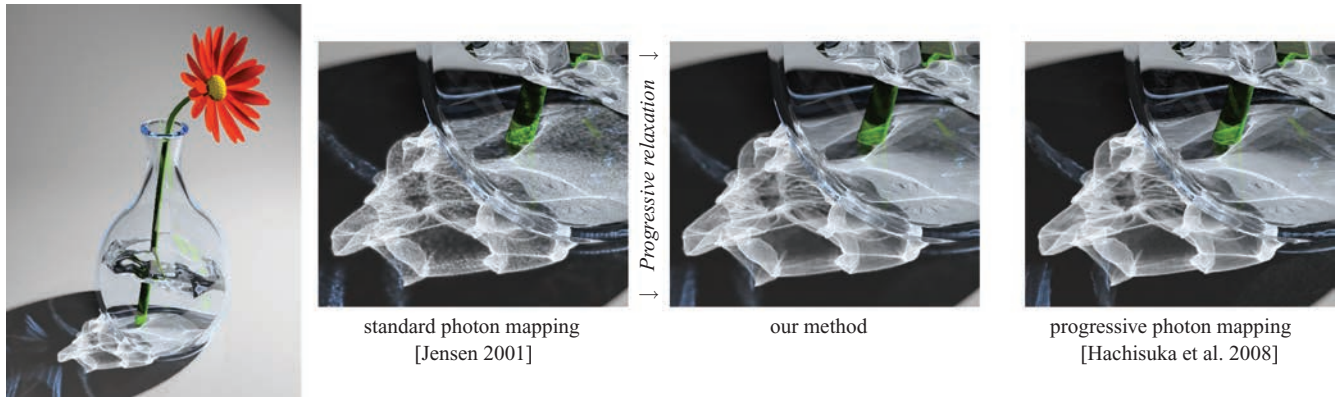 ↓ Progressive relaxation ↓
standard photon mapping
[Jensen 2001]
our method
progressive photon mapping
[Hachisuka et al. 2008]